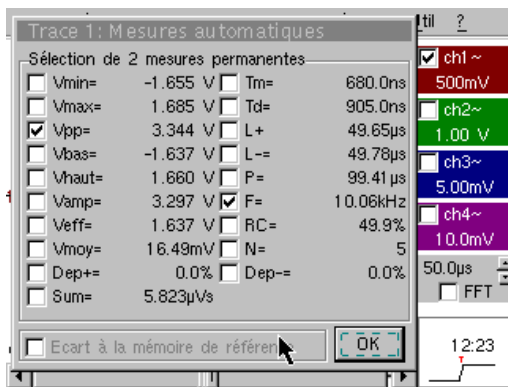 Trace 1: Mesures automatiques
til ?
Sélection de 2 mesures permanentes
Vmin= -1.655 V Tm= 680.0ns
Vmax= 1.685 V Td= 905.0ns
Vpp= 3.344 V L+ 49.65µs
Vbas= -1.637 V L-= 49.78µs
Vhaut= 1.660 V P= 99.41µs
Vamp= 3.297 V F= 10.06kHz
Veff= 1.637 V RC= 49.9%
Vmoy= 16.49mV N= 5
Dep+= 0.0% Dep-= 0.0%
Sum= 5.823µVs
Ecart à la mémoire de référen
OK
ch1~
500mV
ch2~
1.00 V
ch3~
5.00mV
ch4~
10.0mV
50.0µs
FFT
12:23
T